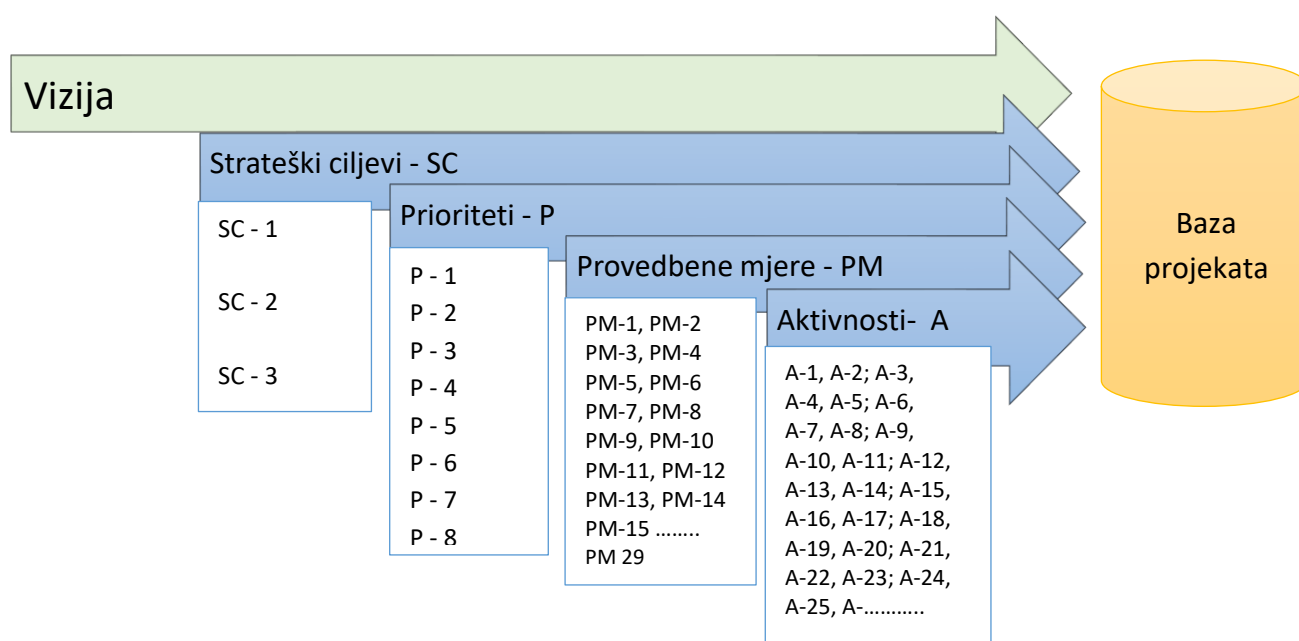 Vizija
Strateški ciljevi - SC
SC - 1
SC - 2
SC - 3
Prioriteti - P
P - 1
P - 2
P - 3
P - 4
P - 5
P - 6
P - 7
P - 8
Provedbene mjere - PM
PM-1, PM-2
PM-3, PM-4
PM-5, PM-6
PM-7, PM-8
PM-9, PM-10
PM-11, PM-12
PM-13, PM-14
PM-15 ……..
PM 29
Aktivnosti-  A
A-1, A-2; A-3,
A-4, A-5; A-6,
A-7, A-8; A-9,
A-10, A-11; A-12,
A-13, A-14; A-15,
A-16, A-17; A-18,
A-19, A-20; A-21,
A-22, A-23; A-24,
A-25, A-………..
Baza
projekata